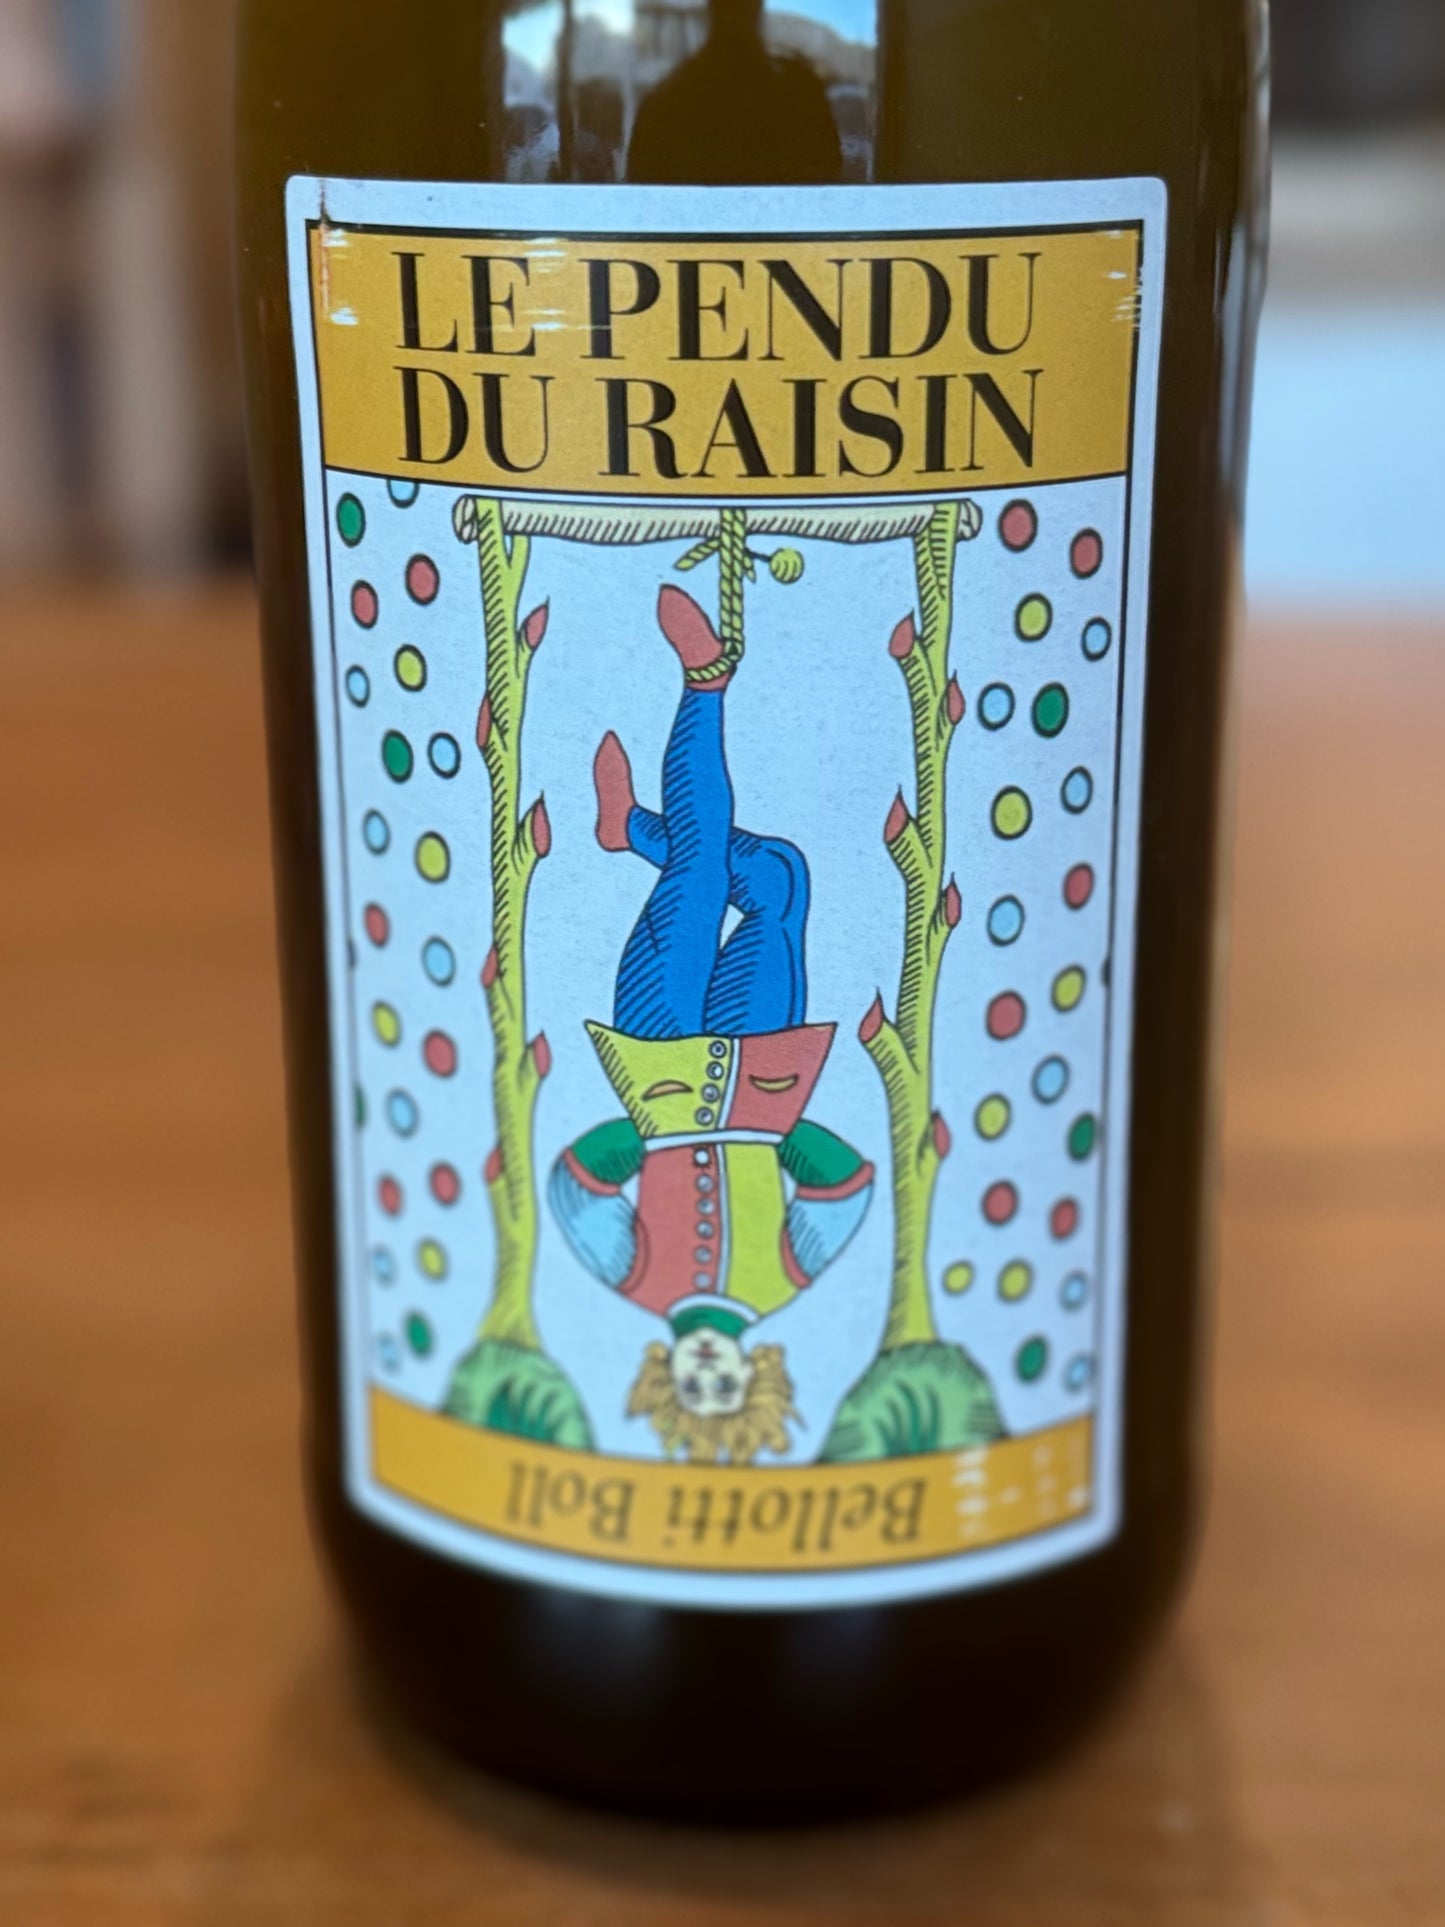 LE PENDU
DU RAISIN
Bellotti Boll